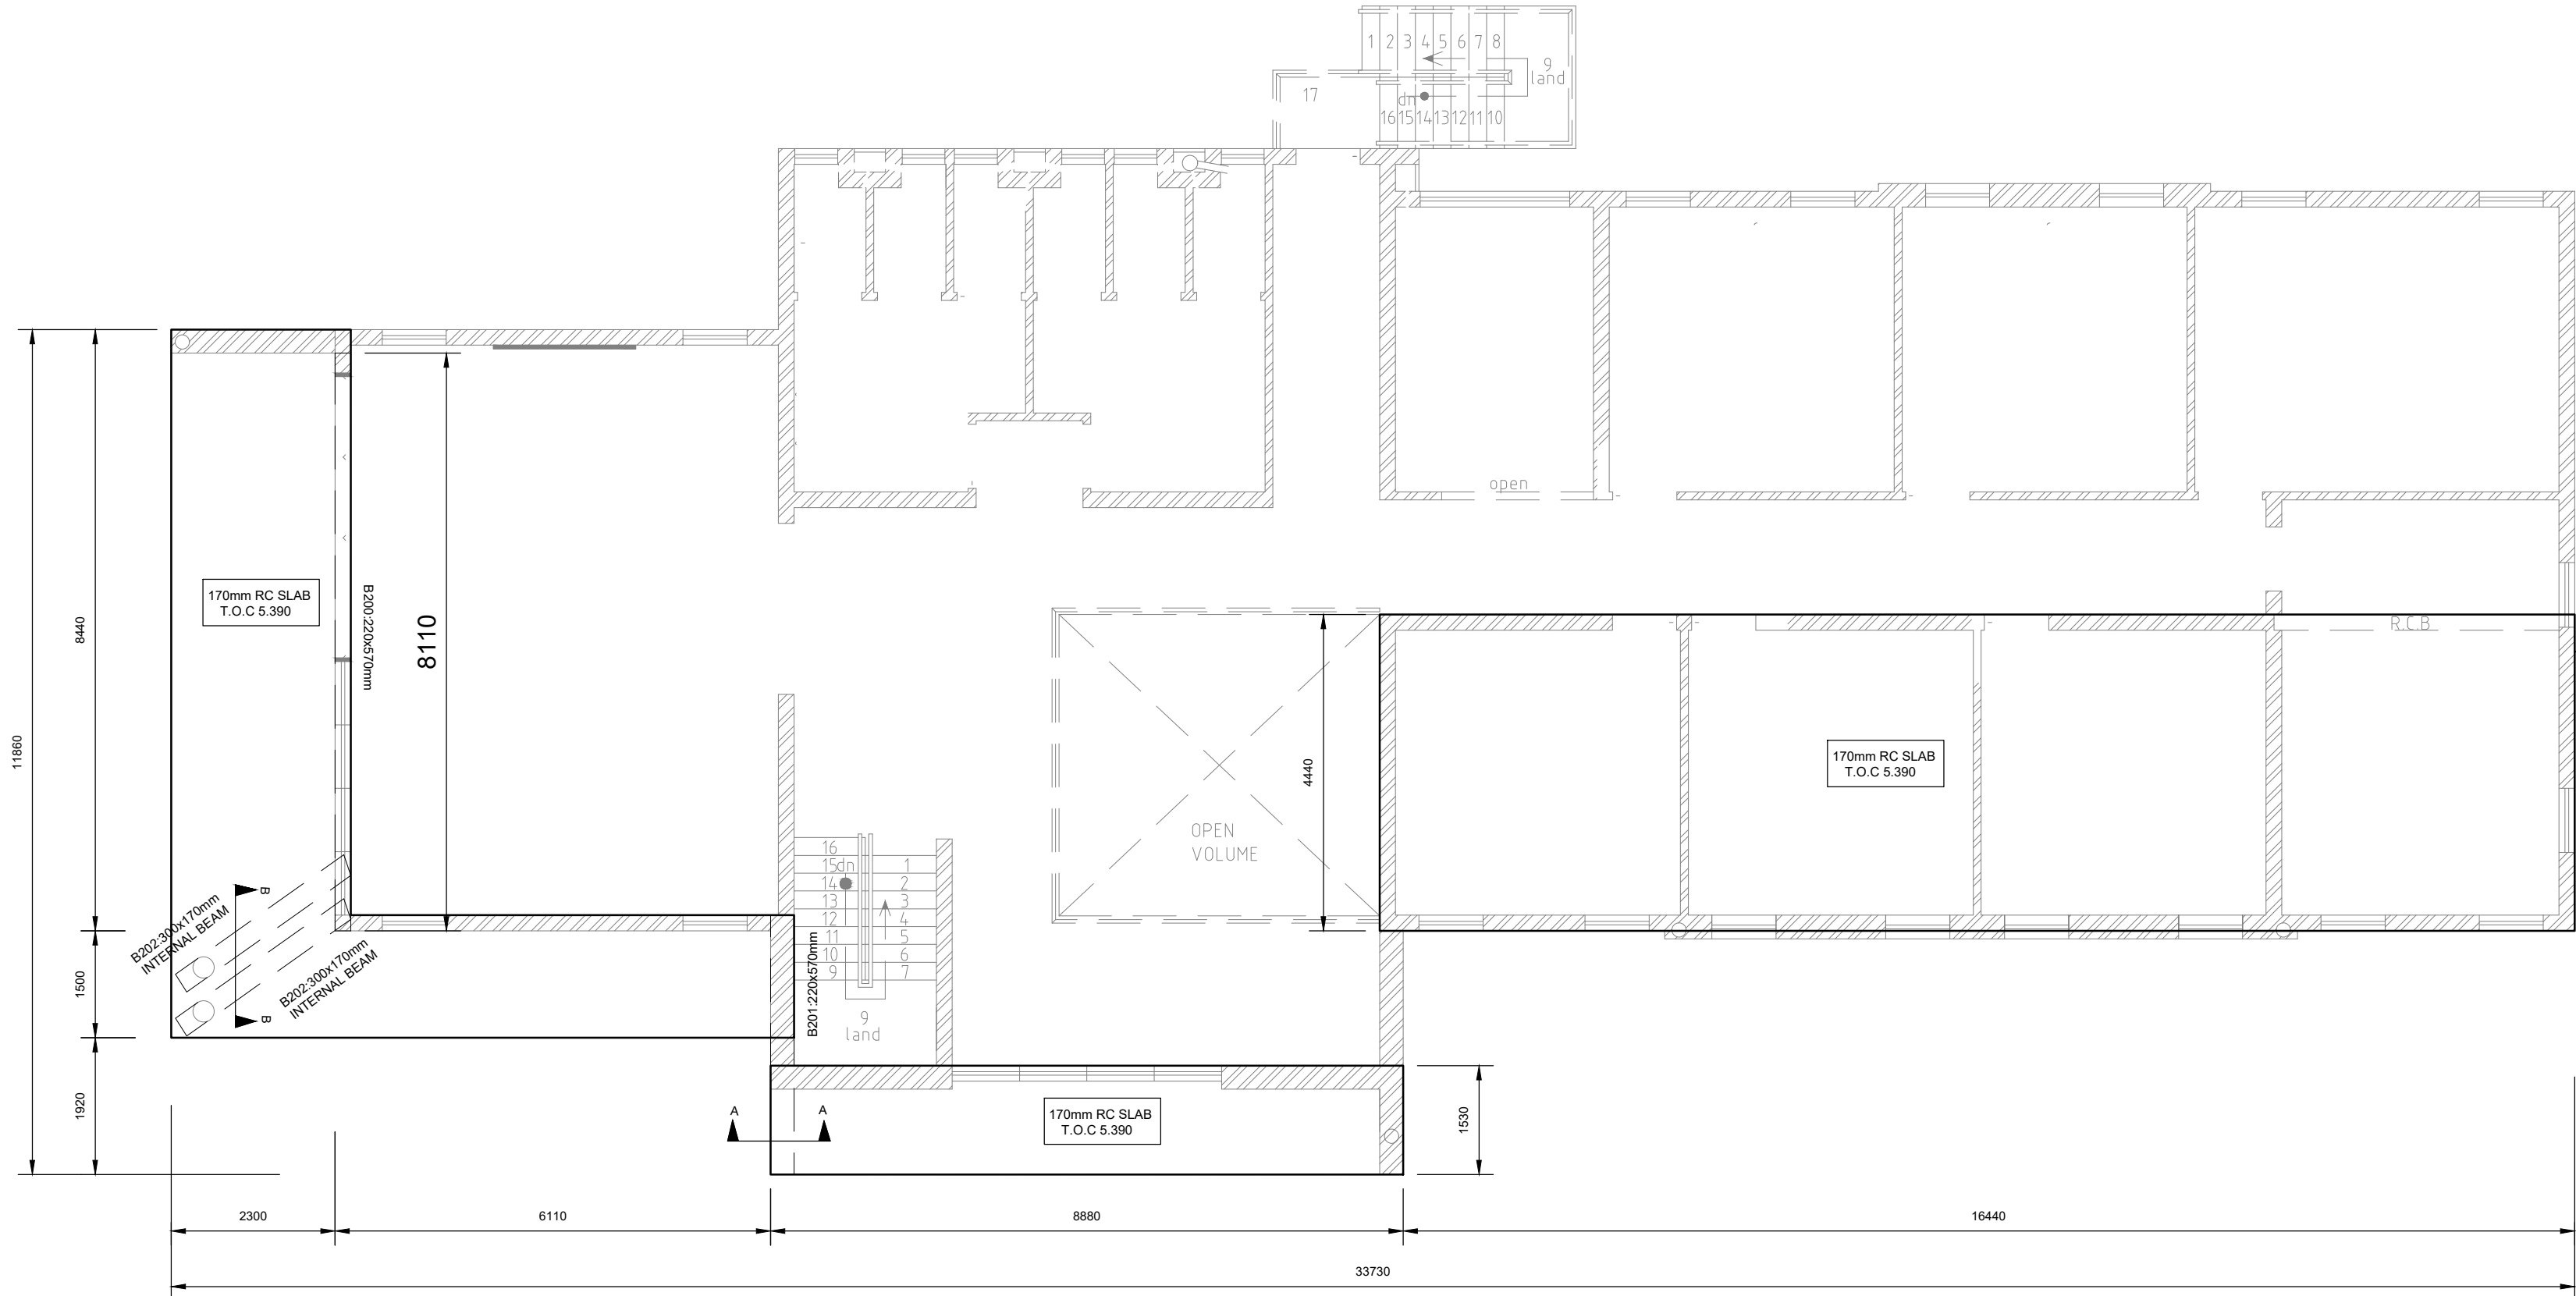 1 2 3 4 5 6 7 8
9
land
17
dn
16 15 14 13 12 11 10
open
170mm RC SLAB
T.O.C 5.390
B200:220x570mm
8110
8440
11860
R.C.B
4440
170mm RC SLAB
T.O.C 5.390
OPEN
VOLUME
16
15 dn 1
14 2
13 3
12 4
11 5
10 6
9 7
9
land
B201:220x570mm
B
B
B202:300x170mm
INTERNAL BEAM
B202:300x170mm
INTERNAL BEAM
1500
1920
A A
170mm RC SLAB
T.O.C 5.390
1530
2300 6110 8880 16440
33730